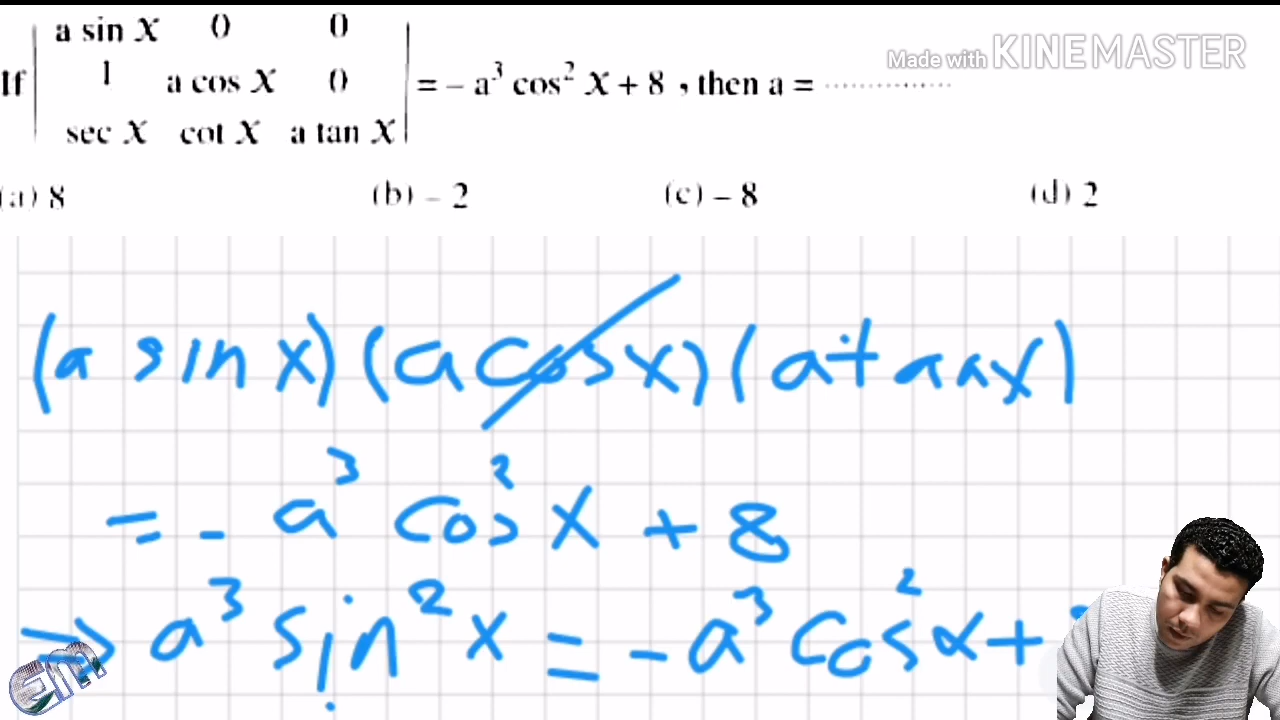 a sin X 0 0
If 1 a cos X 0 = – a³ cos² X + 8 , then a = ...............
sec X cot X a tan X
Made with KINEMASTER
(a) 8 (b) – 2 (c) – 8 (d) 2
(a sin x) (a cos x) (a tan x)
= - a³ cos² x + 8
→ a³ sin² x = - a³ cos² x +
GM